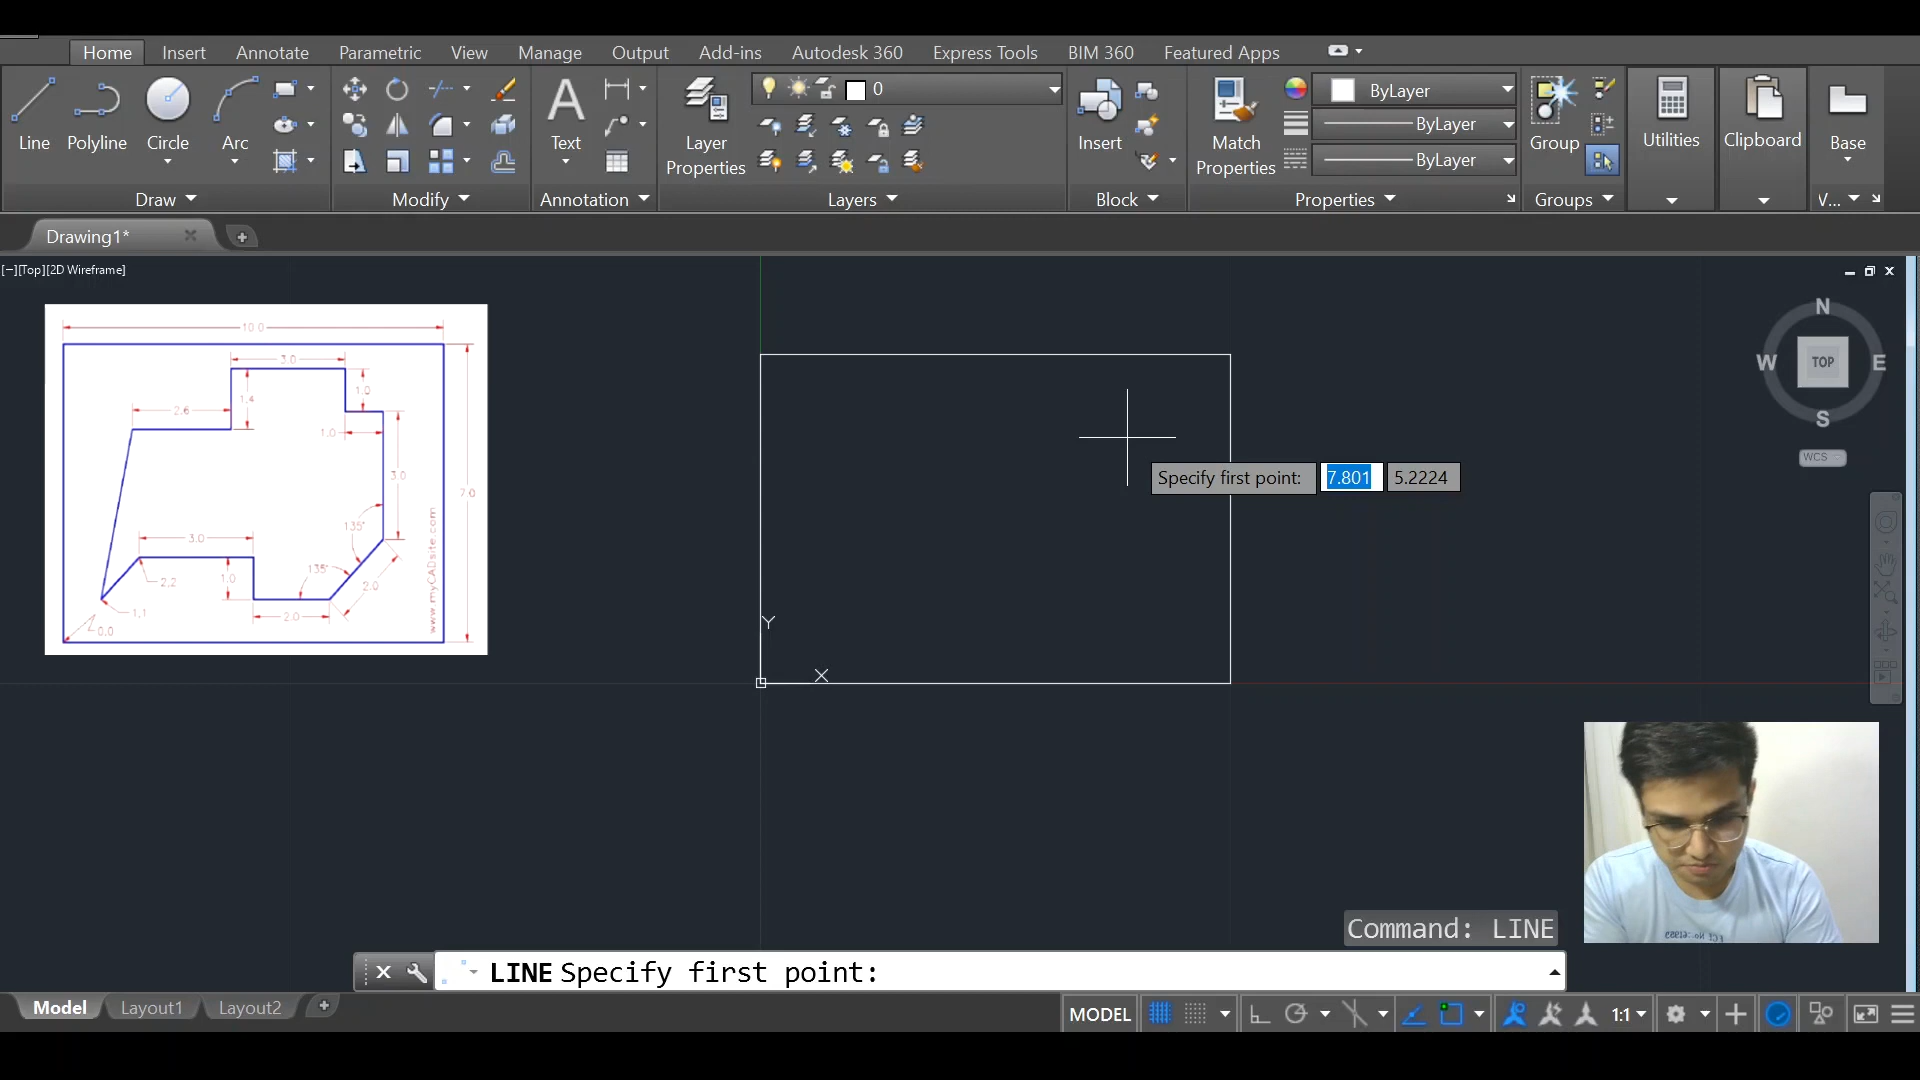 Home Insert Annotate Parametric View Manage Output Add-ins Autodesk 360 Express Tools BIM 360 Featured Apps
Line Polyline Circle Arc
Text
Layer Properties
0
Insert
Match Properties
ByLayer
ByLayer
ByLayer
Group
Utilities
Clipboard
Base
Draw Modify Annotation Layers Block Properties Groups V...
Drawing1*
[−][Top][2D Wireframe]
10.0
3.0
1.0
1.4
2.6
1.0
3.0
7.0
135°
3.0
2,2
1.0
135°
2.0
1,1
2.0
0,0
www.myCADsite.com
N
W TOP E
S
WCS
Specify first point: 7.801 5.2224
Y
X
Command: LINE
LINE Specify first point:
Model Layout1 Layout2
MODEL 1:1